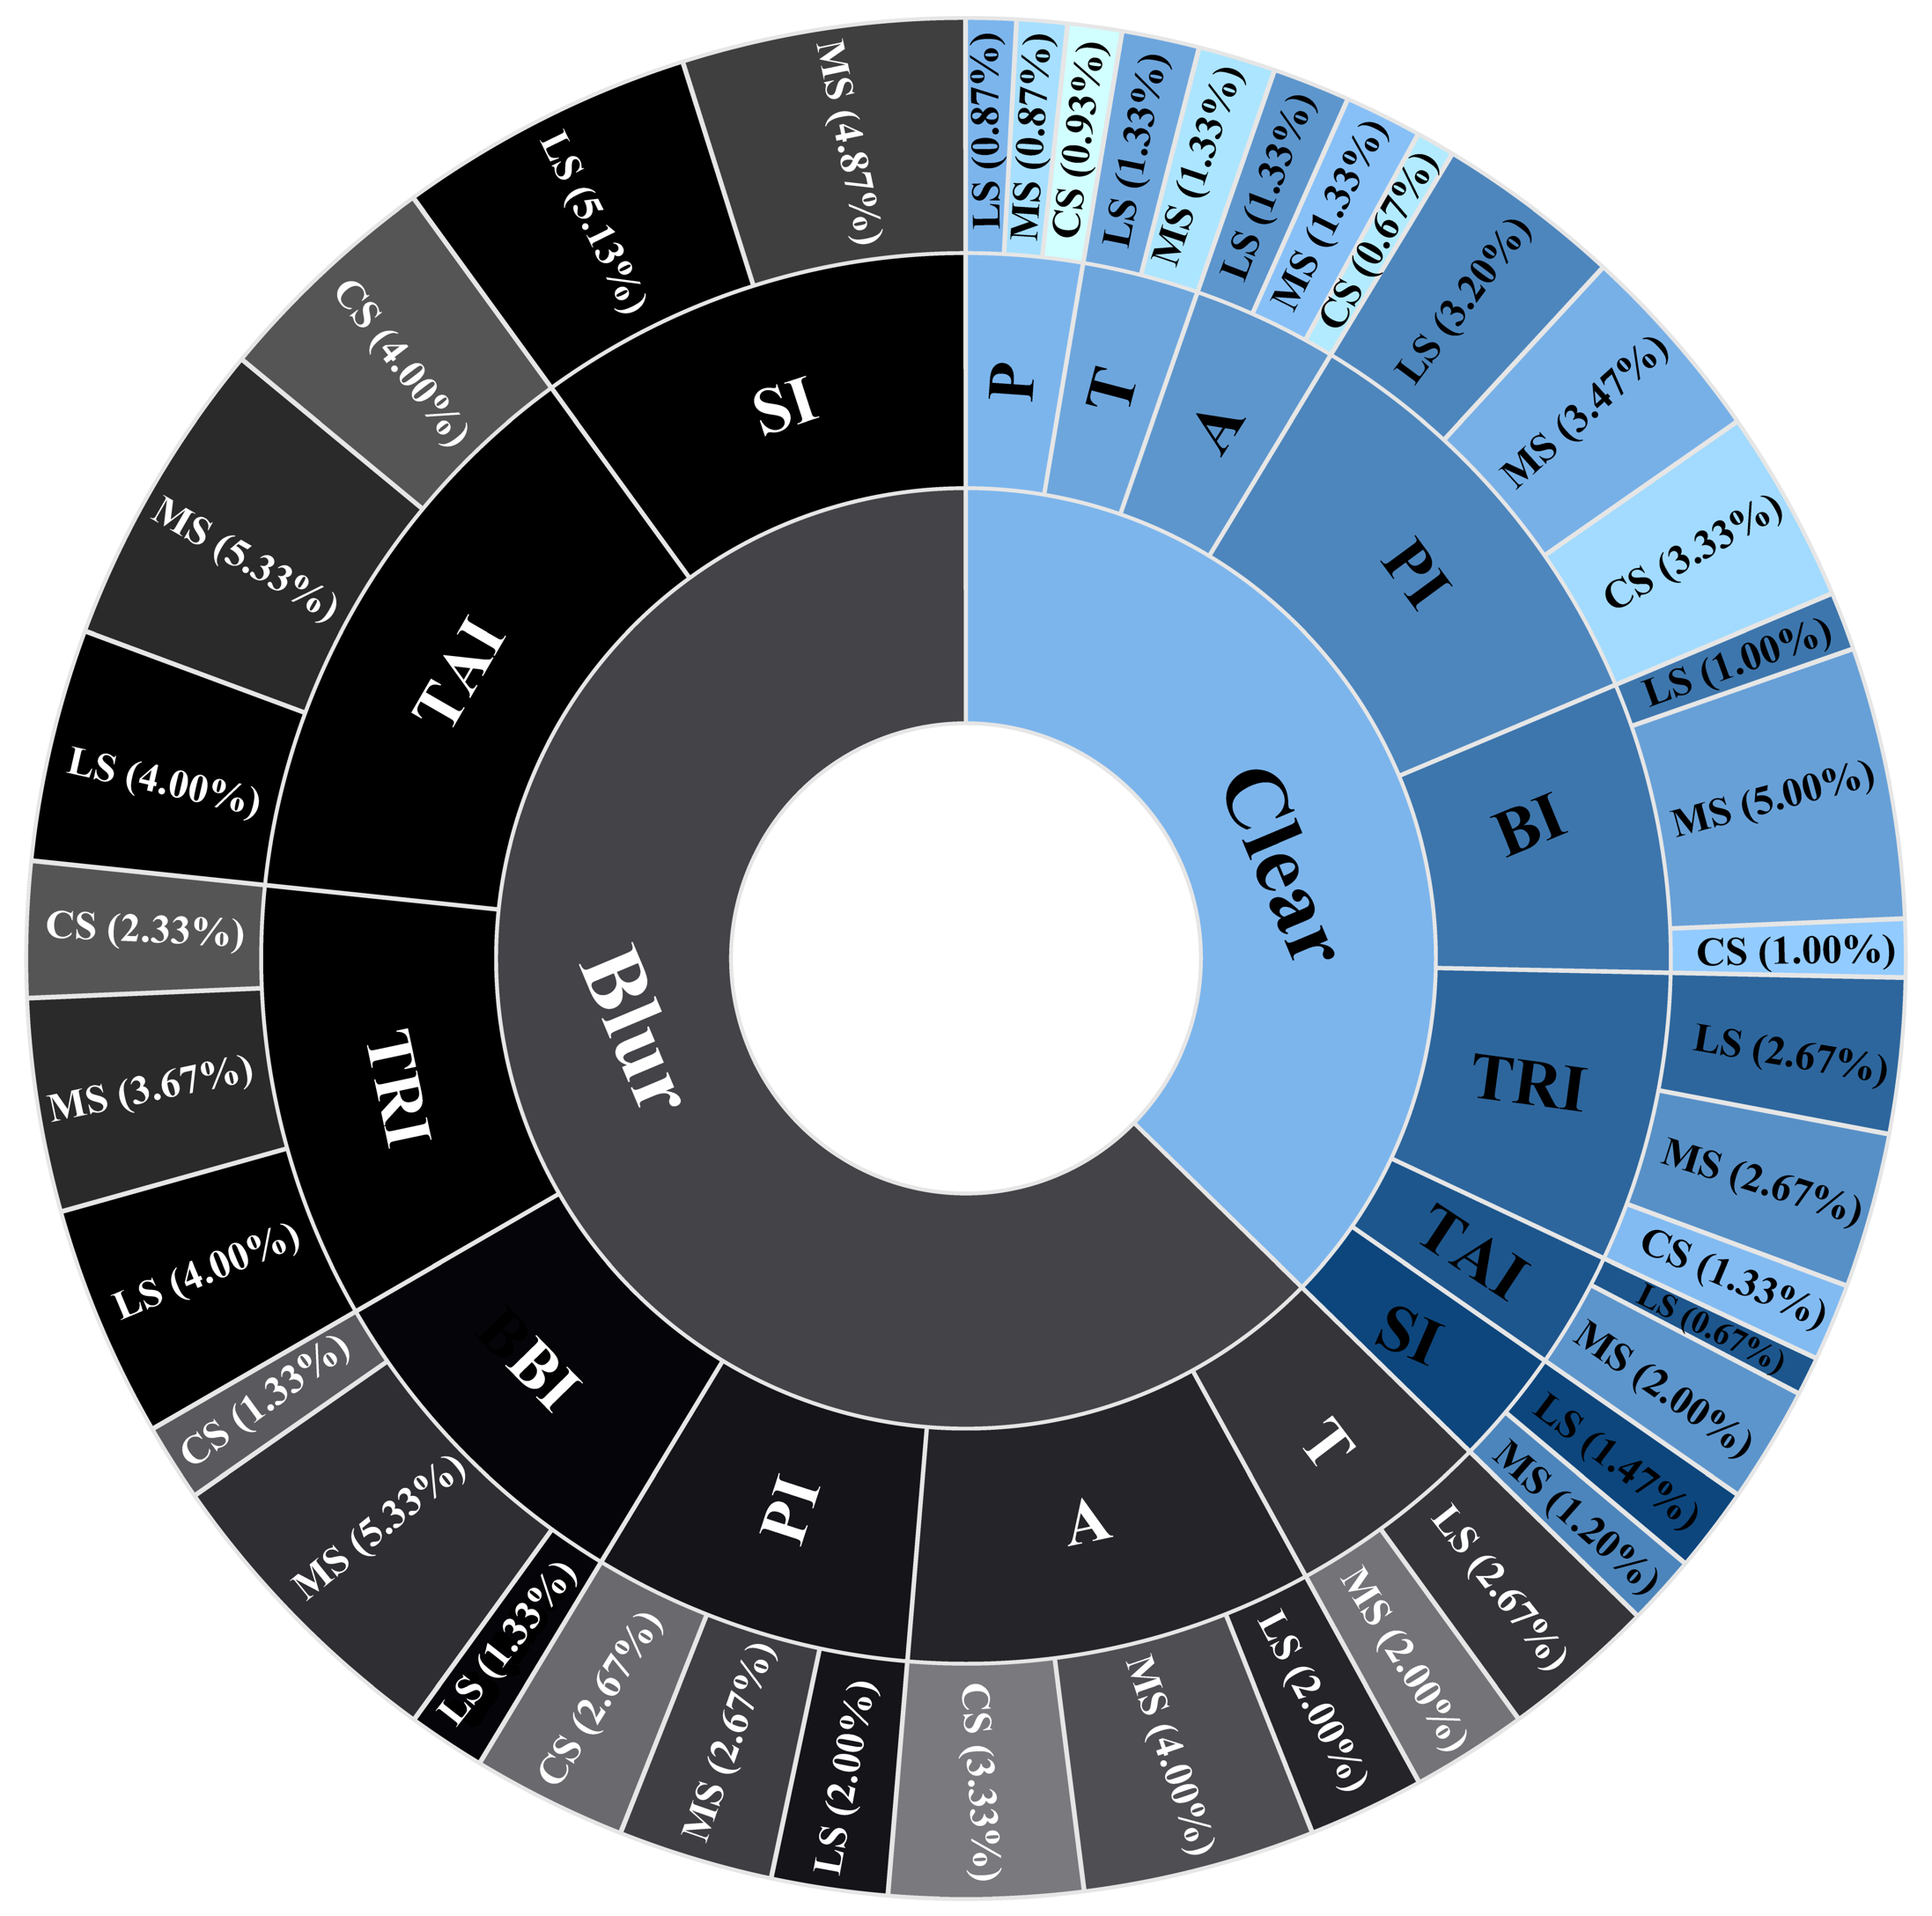 Clear
P
LS (0.87%)
MS (0.87%)
CS (0.93%)
T
LS (1.33%)
MS (1.33%)
A
LS (1.33%)
MS (1.33%)
CS (0.67%)
PI
LS (3.20%)
MS (3.47%)
CS (3.33%)
BI
LS (1.00%)
MS (5.00%)
CS (1.00%)
TRI
LS (2.67%)
MS (2.67%)
CS (1.33%)
TAI
LS (0.67%)
MS (2.00%)
SI
LS (1.47%)
MS (1.20%)
Blur
T
LS (2.67%)
MS (2.00%)
A
LS (2.00%)
MS (4.00%)
CS (3.33%)
PI
LS (2.00%)
MS (2.67%)
CS (2.67%)
BBI
LS (1.33%)
MS (5.33%)
CS (1.33%)
TRI
LS (4.00%)
MS (3.67%)
CS (2.33%)
TAI
LS (4.00%)
MS (5.33%)
CS (4.00%)
SI
LS (5.13%)
MS (4.87%)